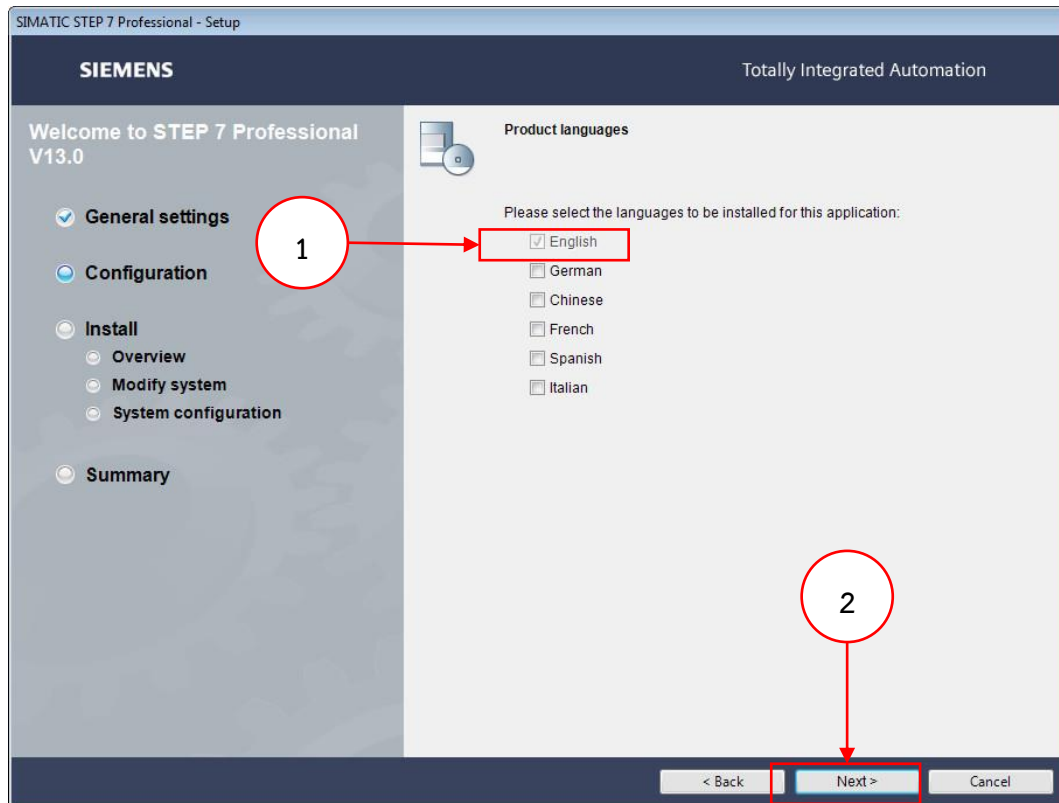 SIMATIC STEP 7 Professional - Setup
SIEMENS
Totally Integrated Automation
Welcome to STEP 7 Professional
V13.0
General settings
Configuration
Install
Overview
Modify system
System configuration
Summary
Product languages
Please select the languages to be installed for this application:
1
English
German
Chinese
French
Spanish
Italian
2
< Back
Next >
Cancel